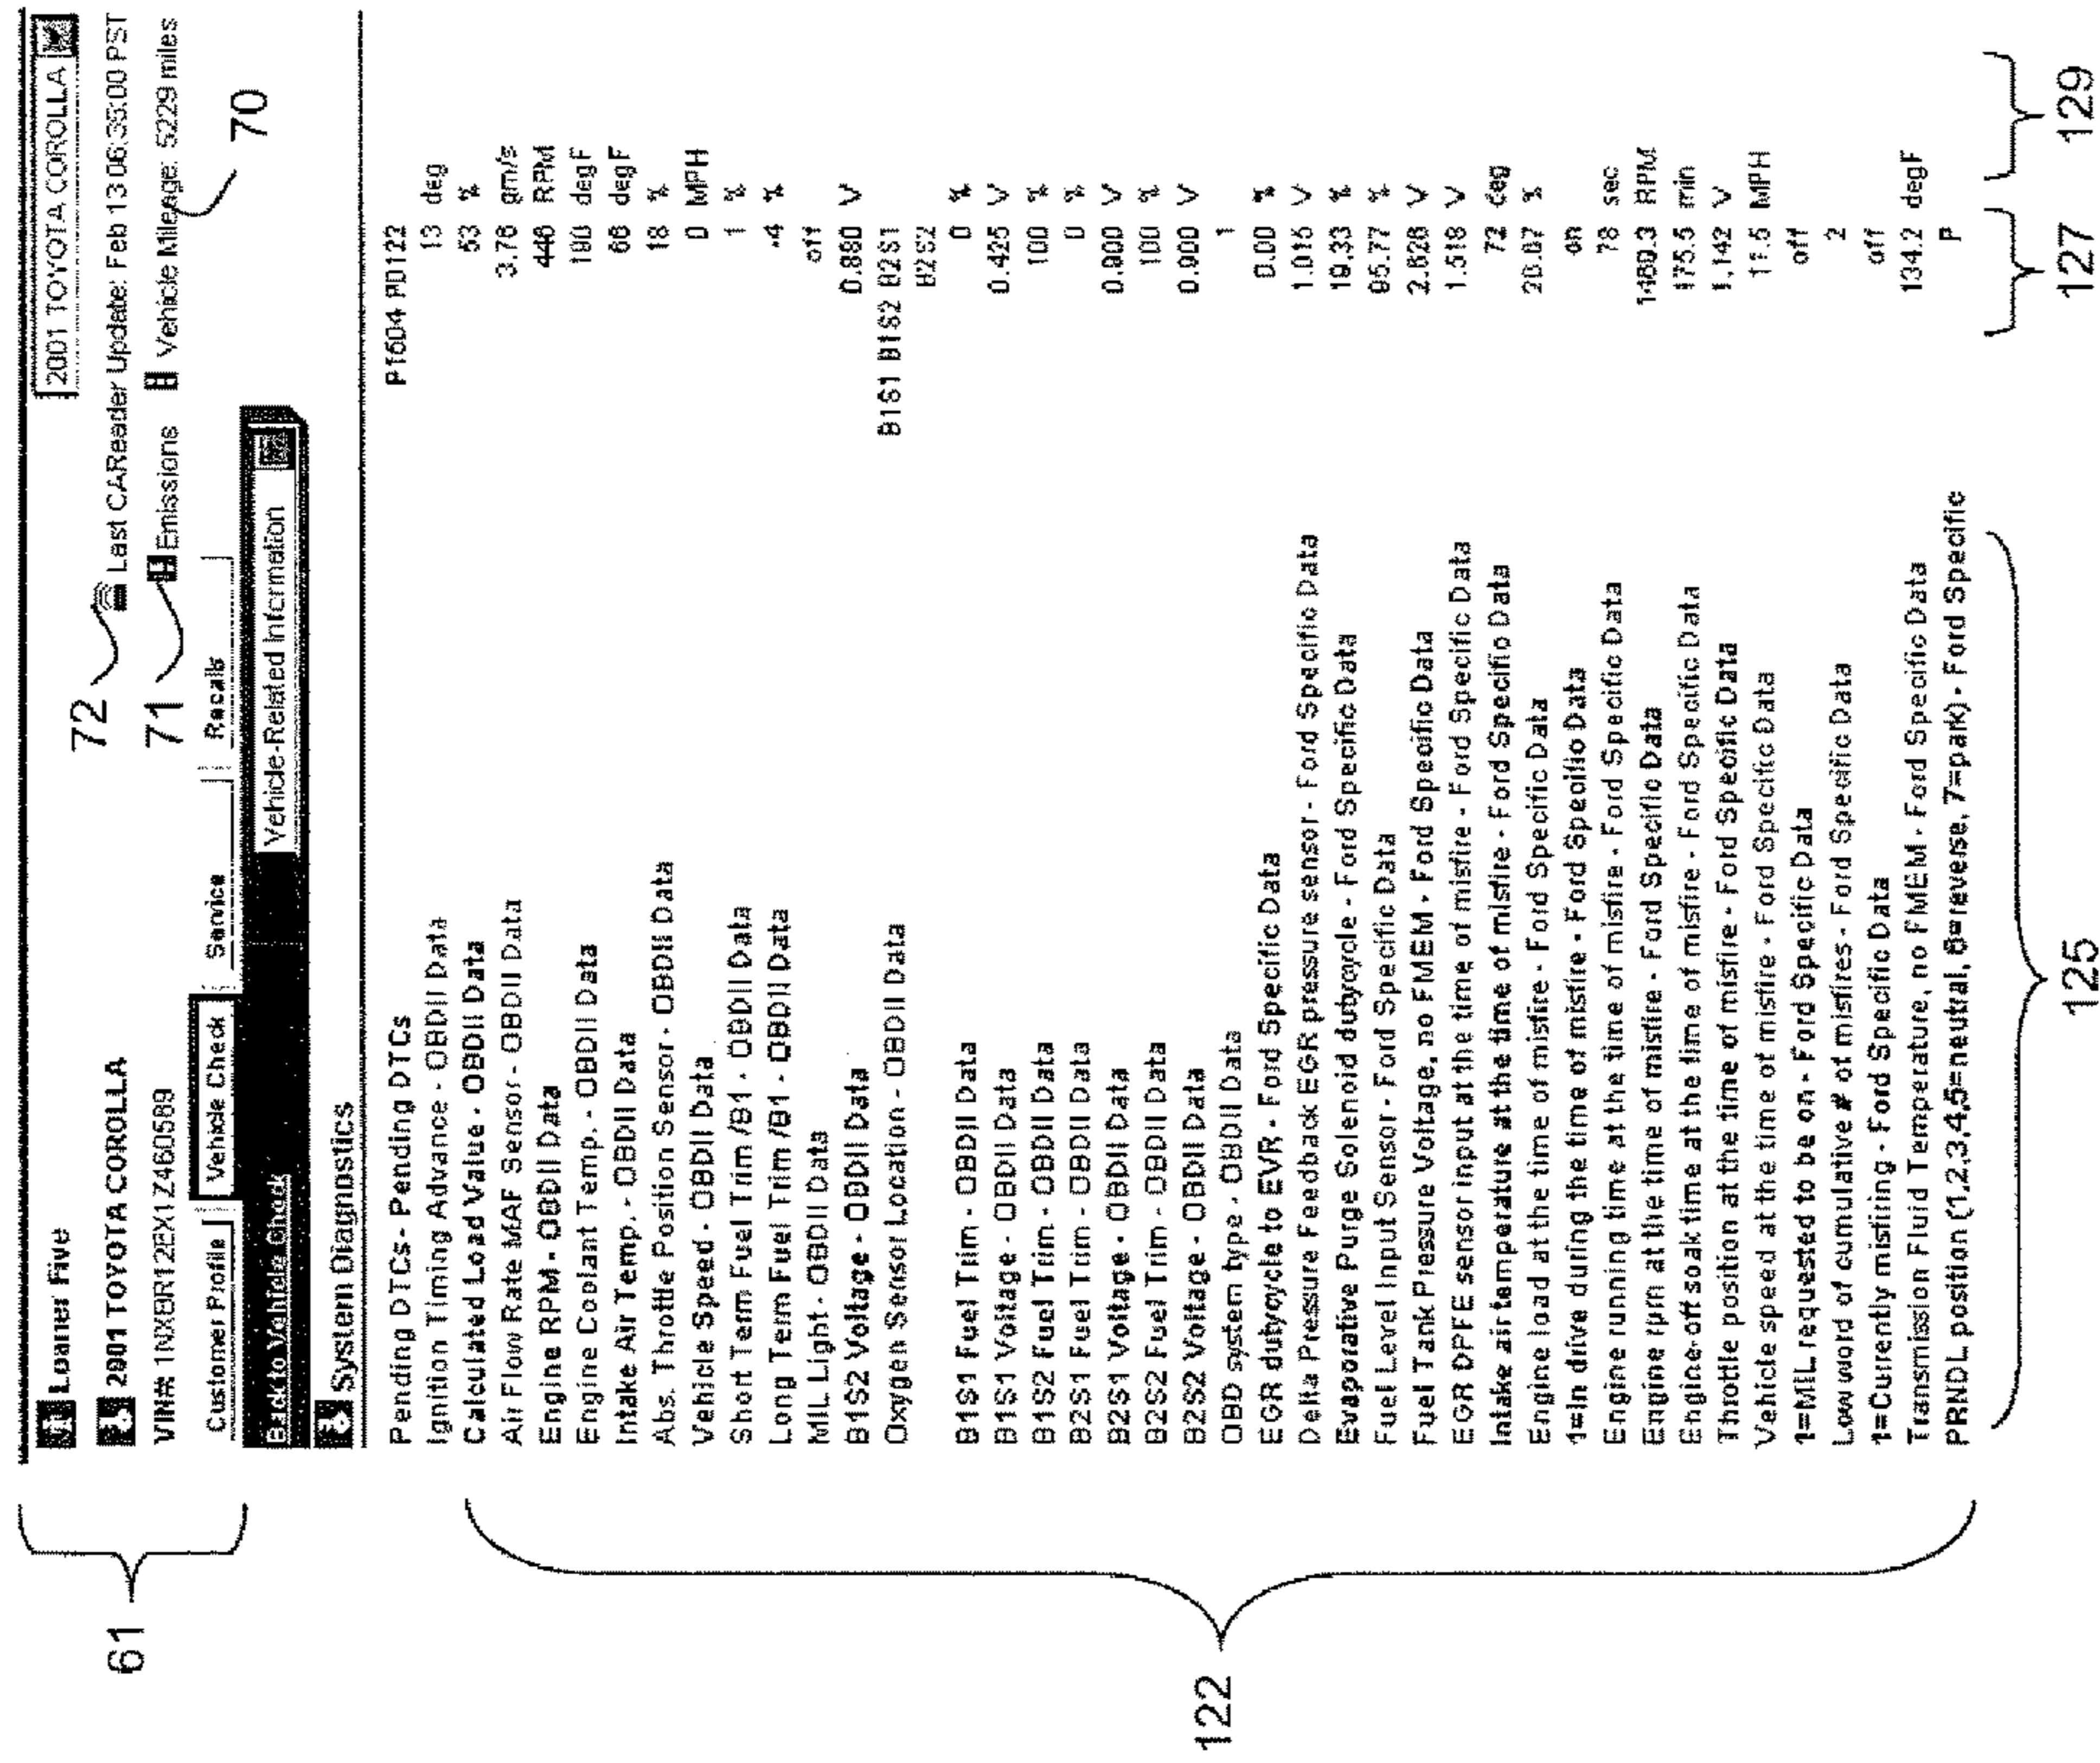 61
Loaner Five
2001 TOYOTA COROLLA
2001 TOYOTA COROLLA
72
Last CAReader Update: Feb 13 06:35:00 PST
VIN#: 1NXBR12EX1Z460589
71
Emissions
Vehicle Mileage: 5229 miles
70
Customer Profile
Vehicle Check
Service
Recalls
Back to Vehicle Check
Vehicle-Related Information
System Diagnostics
Pending DTCs - Pending DTCs P1604 P0122
Ignition Timing Advance - OBDII Data 13 deg
Calculated Load Value - OBDII Data 53 %
Air Flow Rate MAF Sensor - OBDII Data 3.78 gm/s
Engine RPM - OBDII Data 446 RPM
Engine Coolant Temp. - OBDII Data 190 degF
Intake Air Temp. - OBDII Data 66 degF
Abs. Throttle Position Sensor - OBDII Data 18 %
Vehicle Speed - OBDII Data 0 MPH
Short Term Fuel Trim /B1 - OBDII Data 1 %
Long Term Fuel Trim /B1 - OBDII Data -4 %
MIL Light - OBDII Data off
B1S2 Voltage - OBDII Data 0.880 V
Oxygen Sensor Location - OBDII Data B1S1 B1S2 B2S1
B2S2
B1S1 Fuel Trim - OBDII Data 0 %
B1S1 Voltage - OBDII Data 0.425 V
B1S2 Fuel Trim - OBDII Data 100 %
B2S1 Fuel Trim - OBDII Data 0 %
B2S1 Voltage - OBDII Data 0.900 V
B2S2 Fuel Trim - OBDII Data 100 %
B2S2 Voltage - OBDII Data 0.900 V
OBD system type - OBDII Data 1
EGR dutycycle to EVR - Ford Specific Data 0.00 %
Delta Pressure Feedback EGR pressure sensor - Ford Specific Data 1.015 V
Evaporative Purge Solenoid dutycycle - Ford Specific Data 19.33 %
Fuel Level Input Sensor - Ford Specific Data 95.77 %
Fuel Tank Pressure Voltage, no FMEM - Ford Specific Data 2.628 V
EGR DPFE sensor input at the time of misfire - Ford Specific Data 1.518 V
Intake air temperature at the time of misfire - Ford Specific Data 72 deg
Engine load at the time of misfire - Ford Specific Data 20.07 %
1=In drive during the time of misfire - Ford Specific Data on
Engine running time at the time of misfire - Ford Specific Data 78 sec
Engine rpm at the time of misfire - Ford Specific Data 1480.3 RPM
Engine-off soak time at the time of misfire - Ford Specific Data 175.5 min
Throttle position at the time of misfire - Ford Specific Data 1.142 V
Vehicle speed at the time of misfire - Ford Specific Data 11.5 MPH
1=MIL requested to be on - Ford Specific Data off
Low word of cumulative # of misfires - Ford Specific Data 2
1=Currently misfiring - Ford Specific Data off
Transmission Fluid Temperature, no FMEM - Ford Specific Data 134.2 degF
PRNDL position (1,2,3,4,5=neutral, 6=reverse, 7=park) - Ford Specific P
122
125
127
129